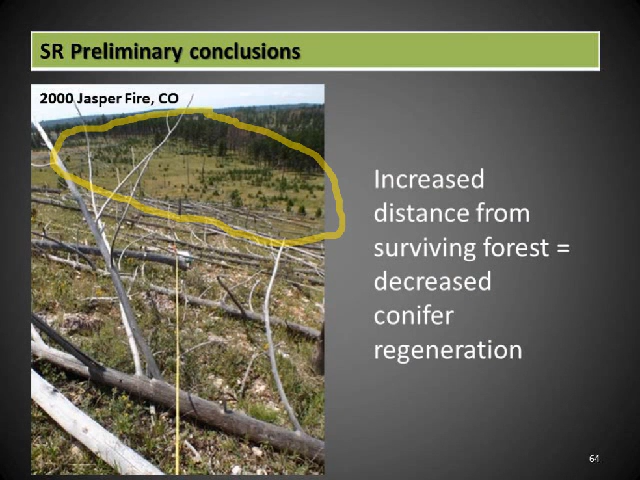 SR Preliminary conclusions
2000 Jasper Fire, CO
Increased
distance from
surviving forest =
decreased
conifer
regeneration
64